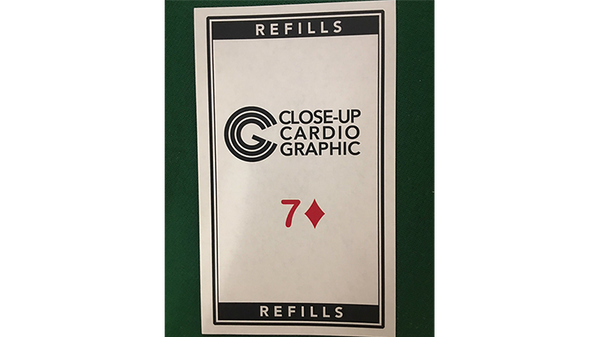 REFILLS
CLOSE-UP
CARDIO
GRAPHIC
7♦
REFILLS